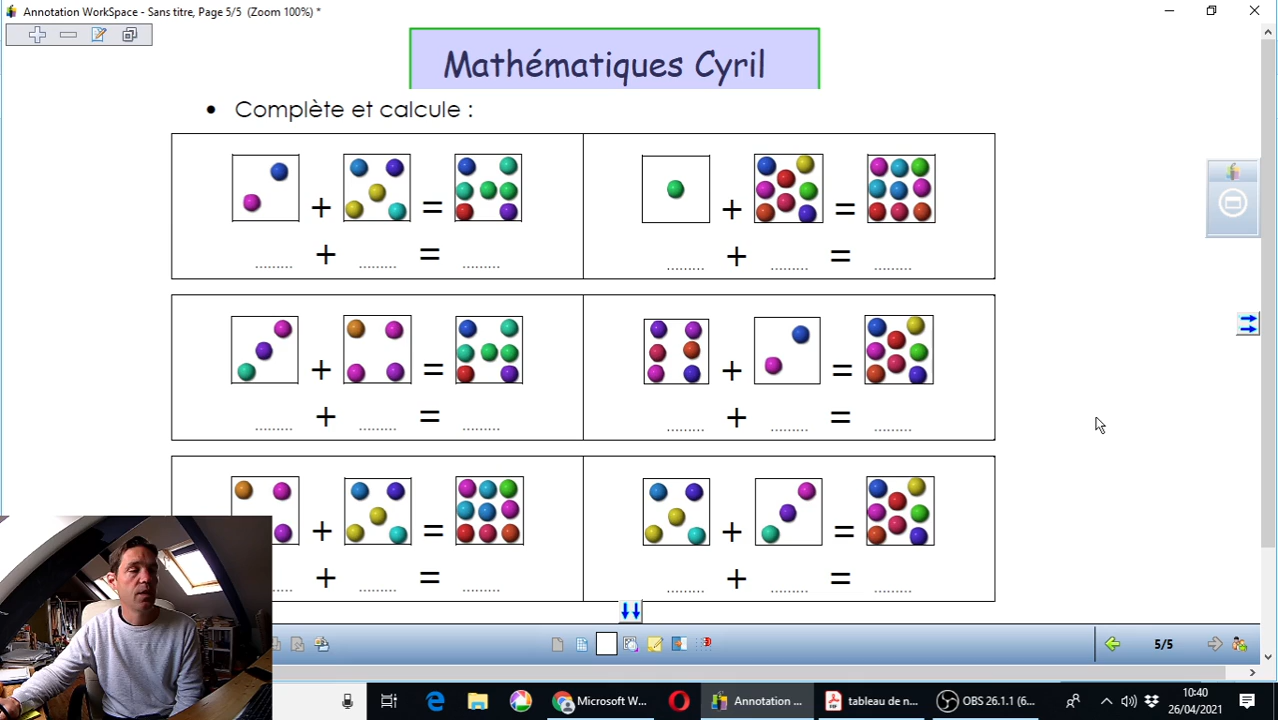 Annotation WorkSpace - Sans titre, Page 5/5 (Zoom 100%) *
Mathématiques Cyril
• Complète et calcule :
+ = + =
......... + ......... = ......... ......... + ......... = .........
+ = + =
......... + ......... = ......... ......... + ......... = .........
+ = + =
+ ......... = ......... ......... + ......... = .........
5/5
Microsoft W...
Annotation ...
tableau de n...
OBS 26.1.1 (6...
10:40
26/04/2021